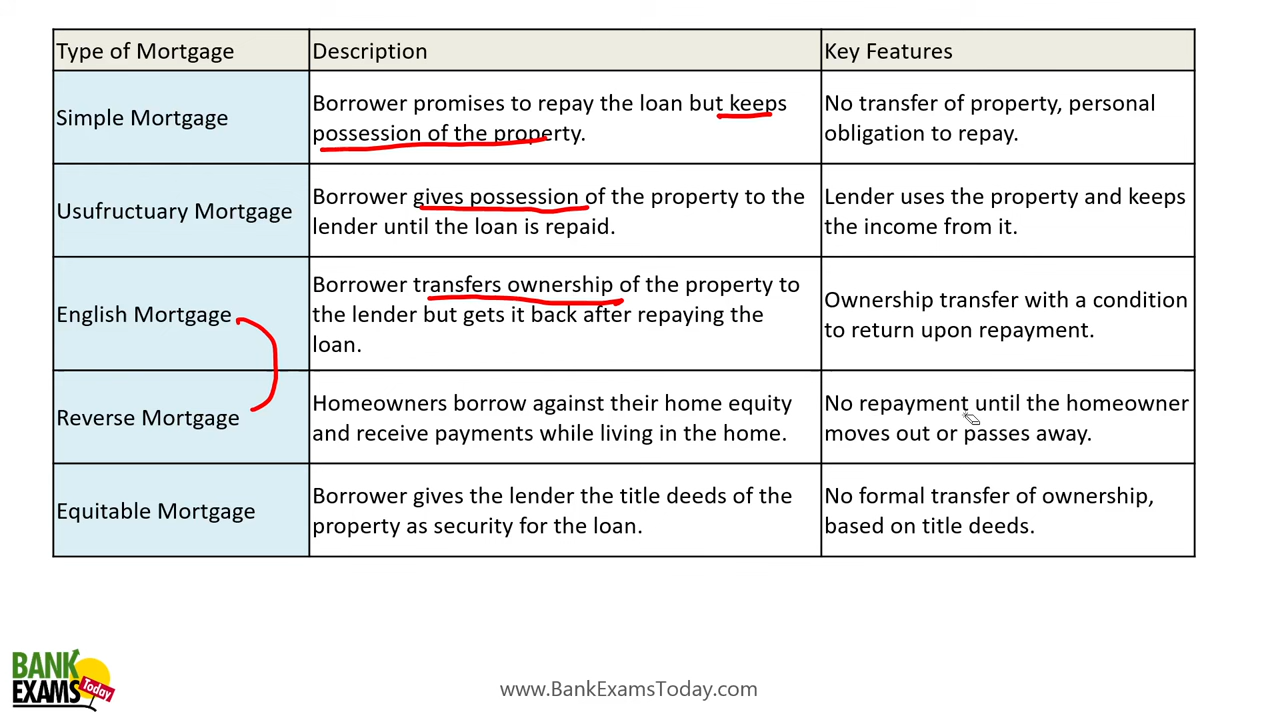 Type of Mortgage
Description
Key Features
Simple Mortgage
Borrower promises to repay the loan but keeps
possession of the property.
No transfer of property, personal
obligation to repay.
Usufructuary Mortgage
Borrower gives possession of the property to the
lender until the loan is repaid.
Lender uses the property and keeps
the income from it.
English Mortgage
Borrower transfers ownership of the property to
the lender but gets it back after repaying the
loan.
Ownership transfer with a condition
to return upon repayment.
Reverse Mortgage
Homeowners borrow against their home equity
and receive payments while living in the home.
No repayment until the homeowner
moves out or passes away.
Equitable Mortgage
Borrower gives the lender the title deeds of the
property as security for the loan.
No formal transfer of ownership,
based on title deeds.
BANK
EXAMS
Today
www.BankExamsToday.com